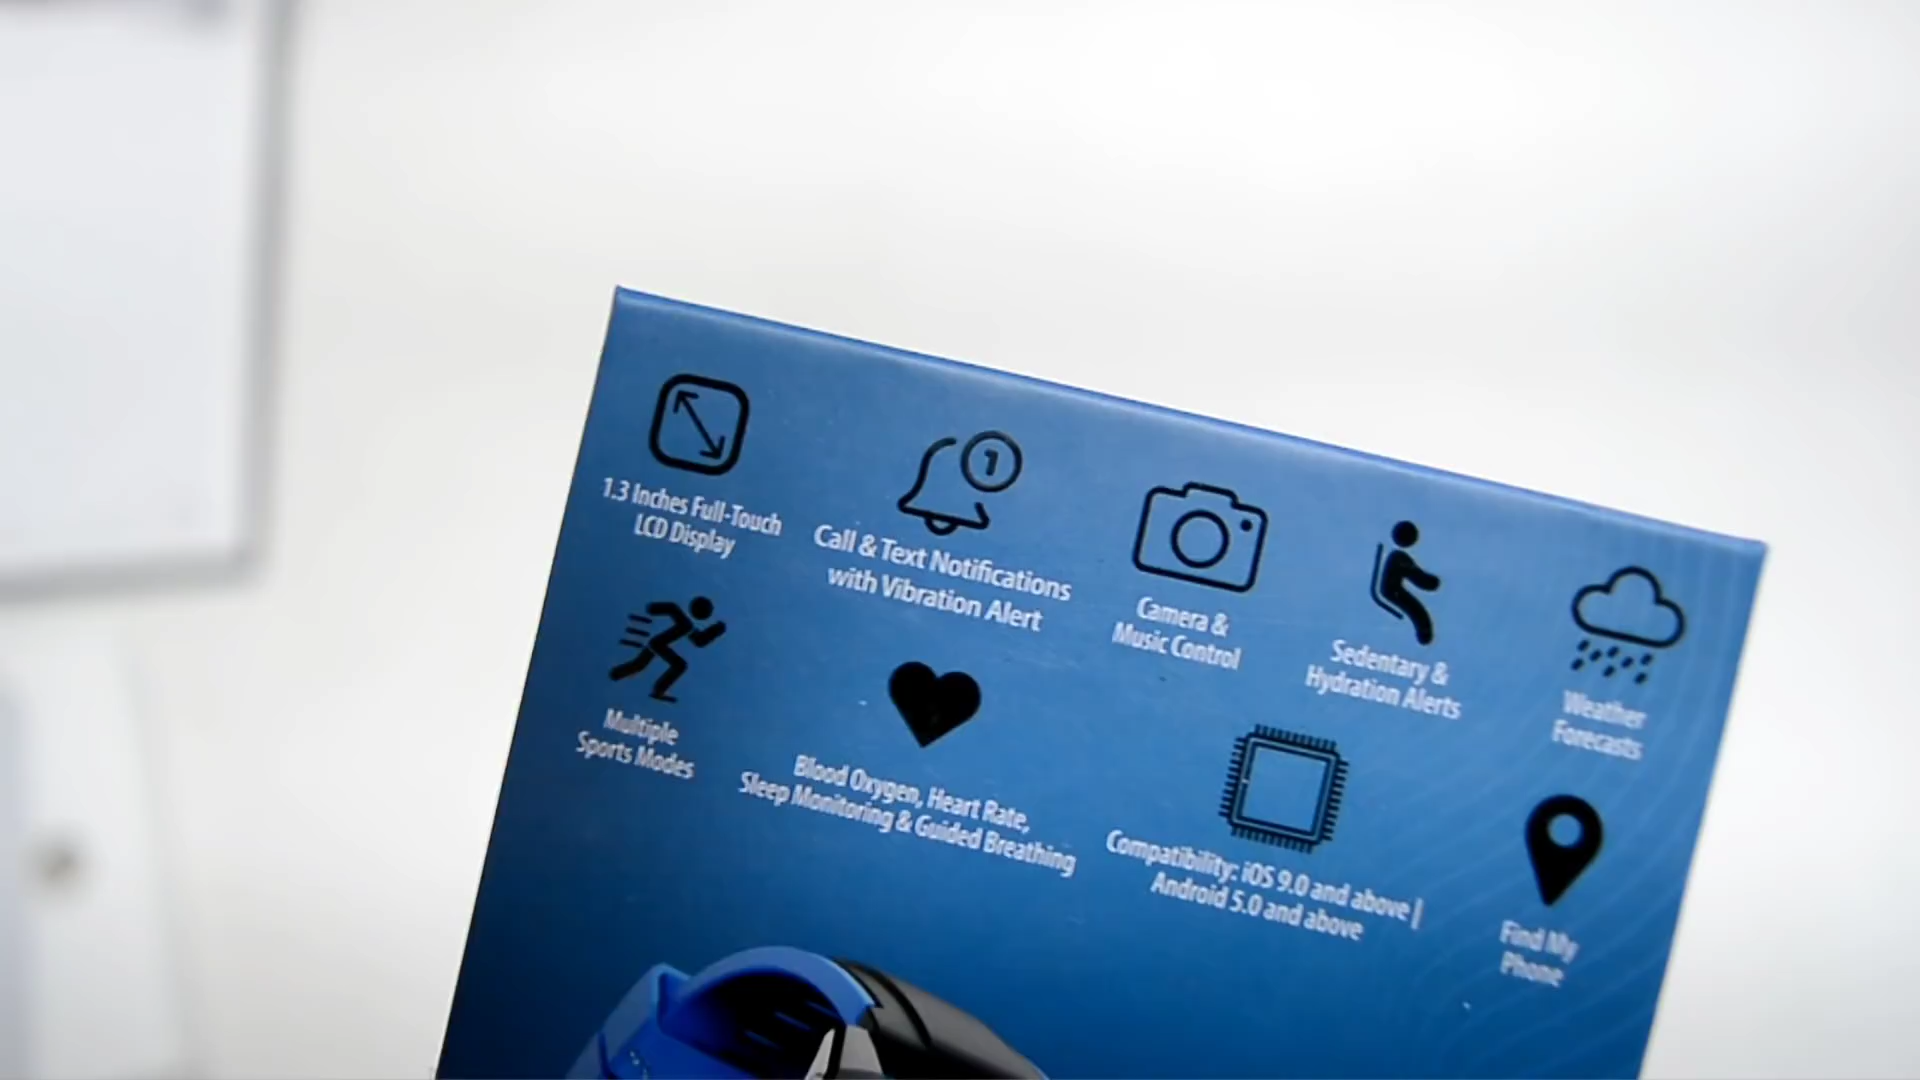 1
1.3 Inches Full-Touch
LCD Display
Call & Text Notifications
with Vibration Alert
Camera &
Music Control
Sedentary &
Hydration Alerts
Weather
Forecasts
Multiple
Sports Modes
Blood Oxygen, Heart Rate,
Sleep Monitoring & Guided Breathing
Compatibility: iOS 9.0 and above |
Android 5.0 and above
Find My
Phone